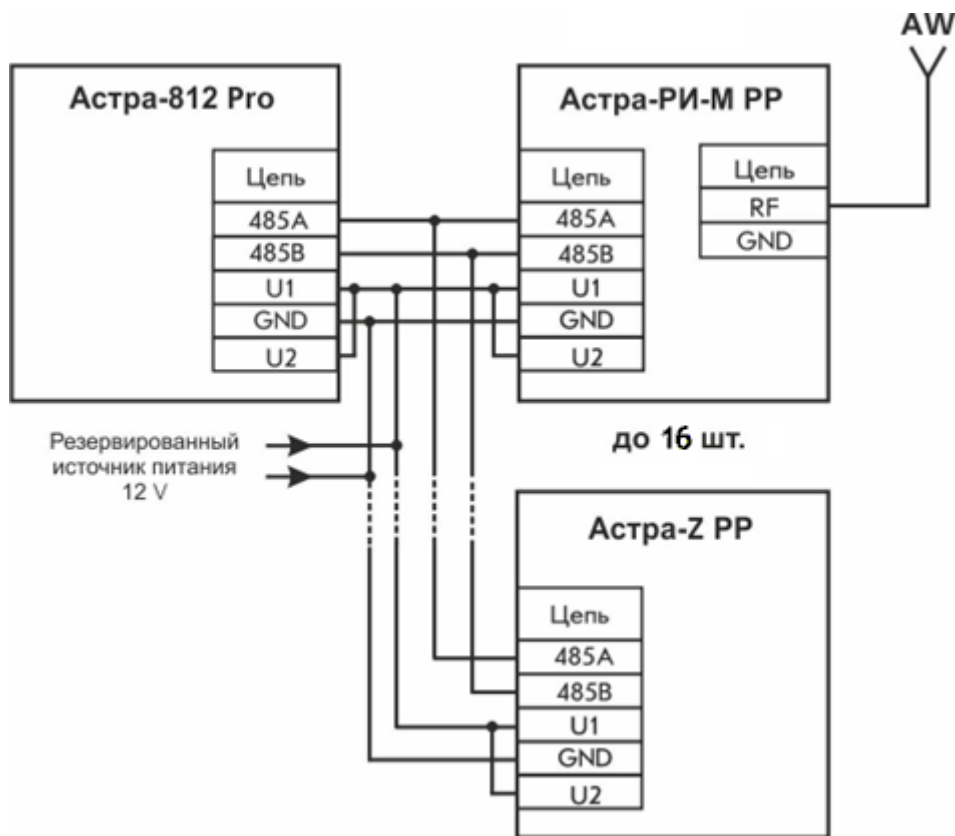 AW
Астра-812 Pro
Цепь
485A
485B
U1
GND
U2
Астра-РИ-М РР
Цепь
485A
485B
U1
GND
U2
Цепь
RF
GND
Резервированный
источник питания
12 V
до 16 шт.
Астра-Z РР
Цепь
485A
485B
U1
GND
U2